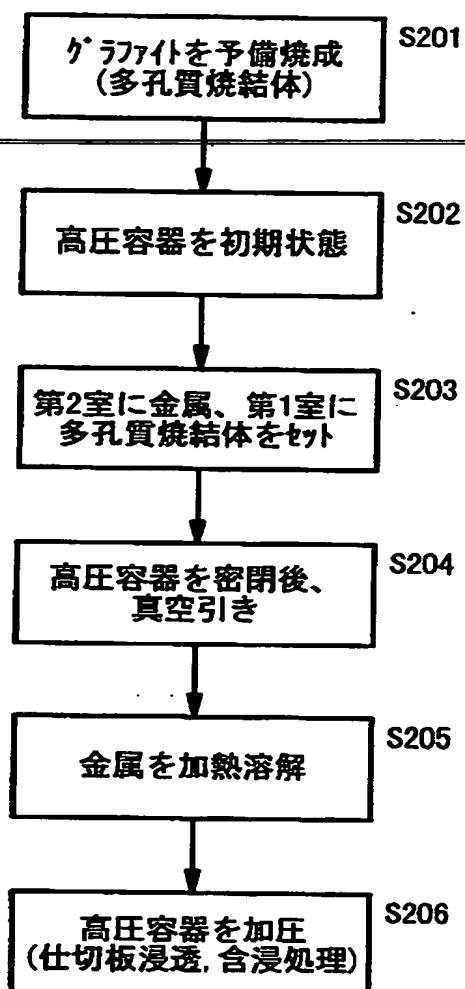 グラファイトを予備焼成
(多孔質焼結体)
S201
高圧容器を初期状態
S202
第2室に金属、第1室に
多孔質焼結体をセット
S203
高圧容器を密閉後、
真空引き
S204
金属を加熱溶解
S205
高圧容器を加圧
(仕切板浸透,含浸処理)
S206